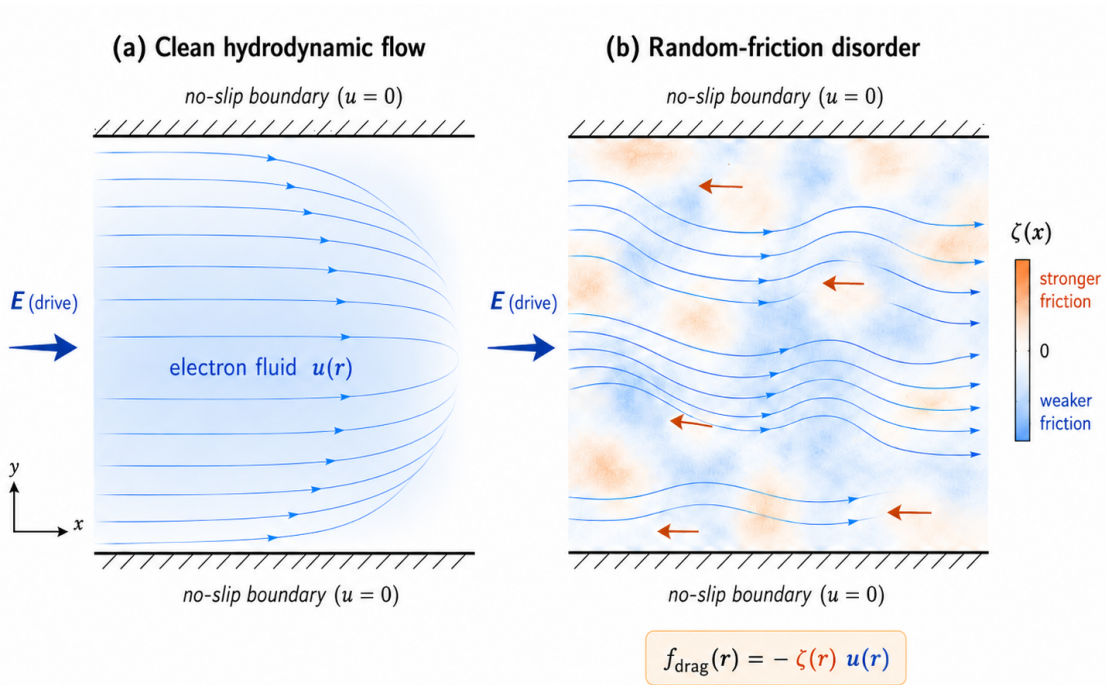 (a) Clean hydrodynamic flow
no-slip boundary (u = 0)
E (drive)
electron fluid u(r)
y
x
no-slip boundary (u = 0)
(b) Random-friction disorder
no-slip boundary (u = 0)
E (drive)
ζ(x)
stronger
friction
0
weaker
friction
no-slip boundary (u = 0)
f_drag(r) = − ζ(r) u(r)